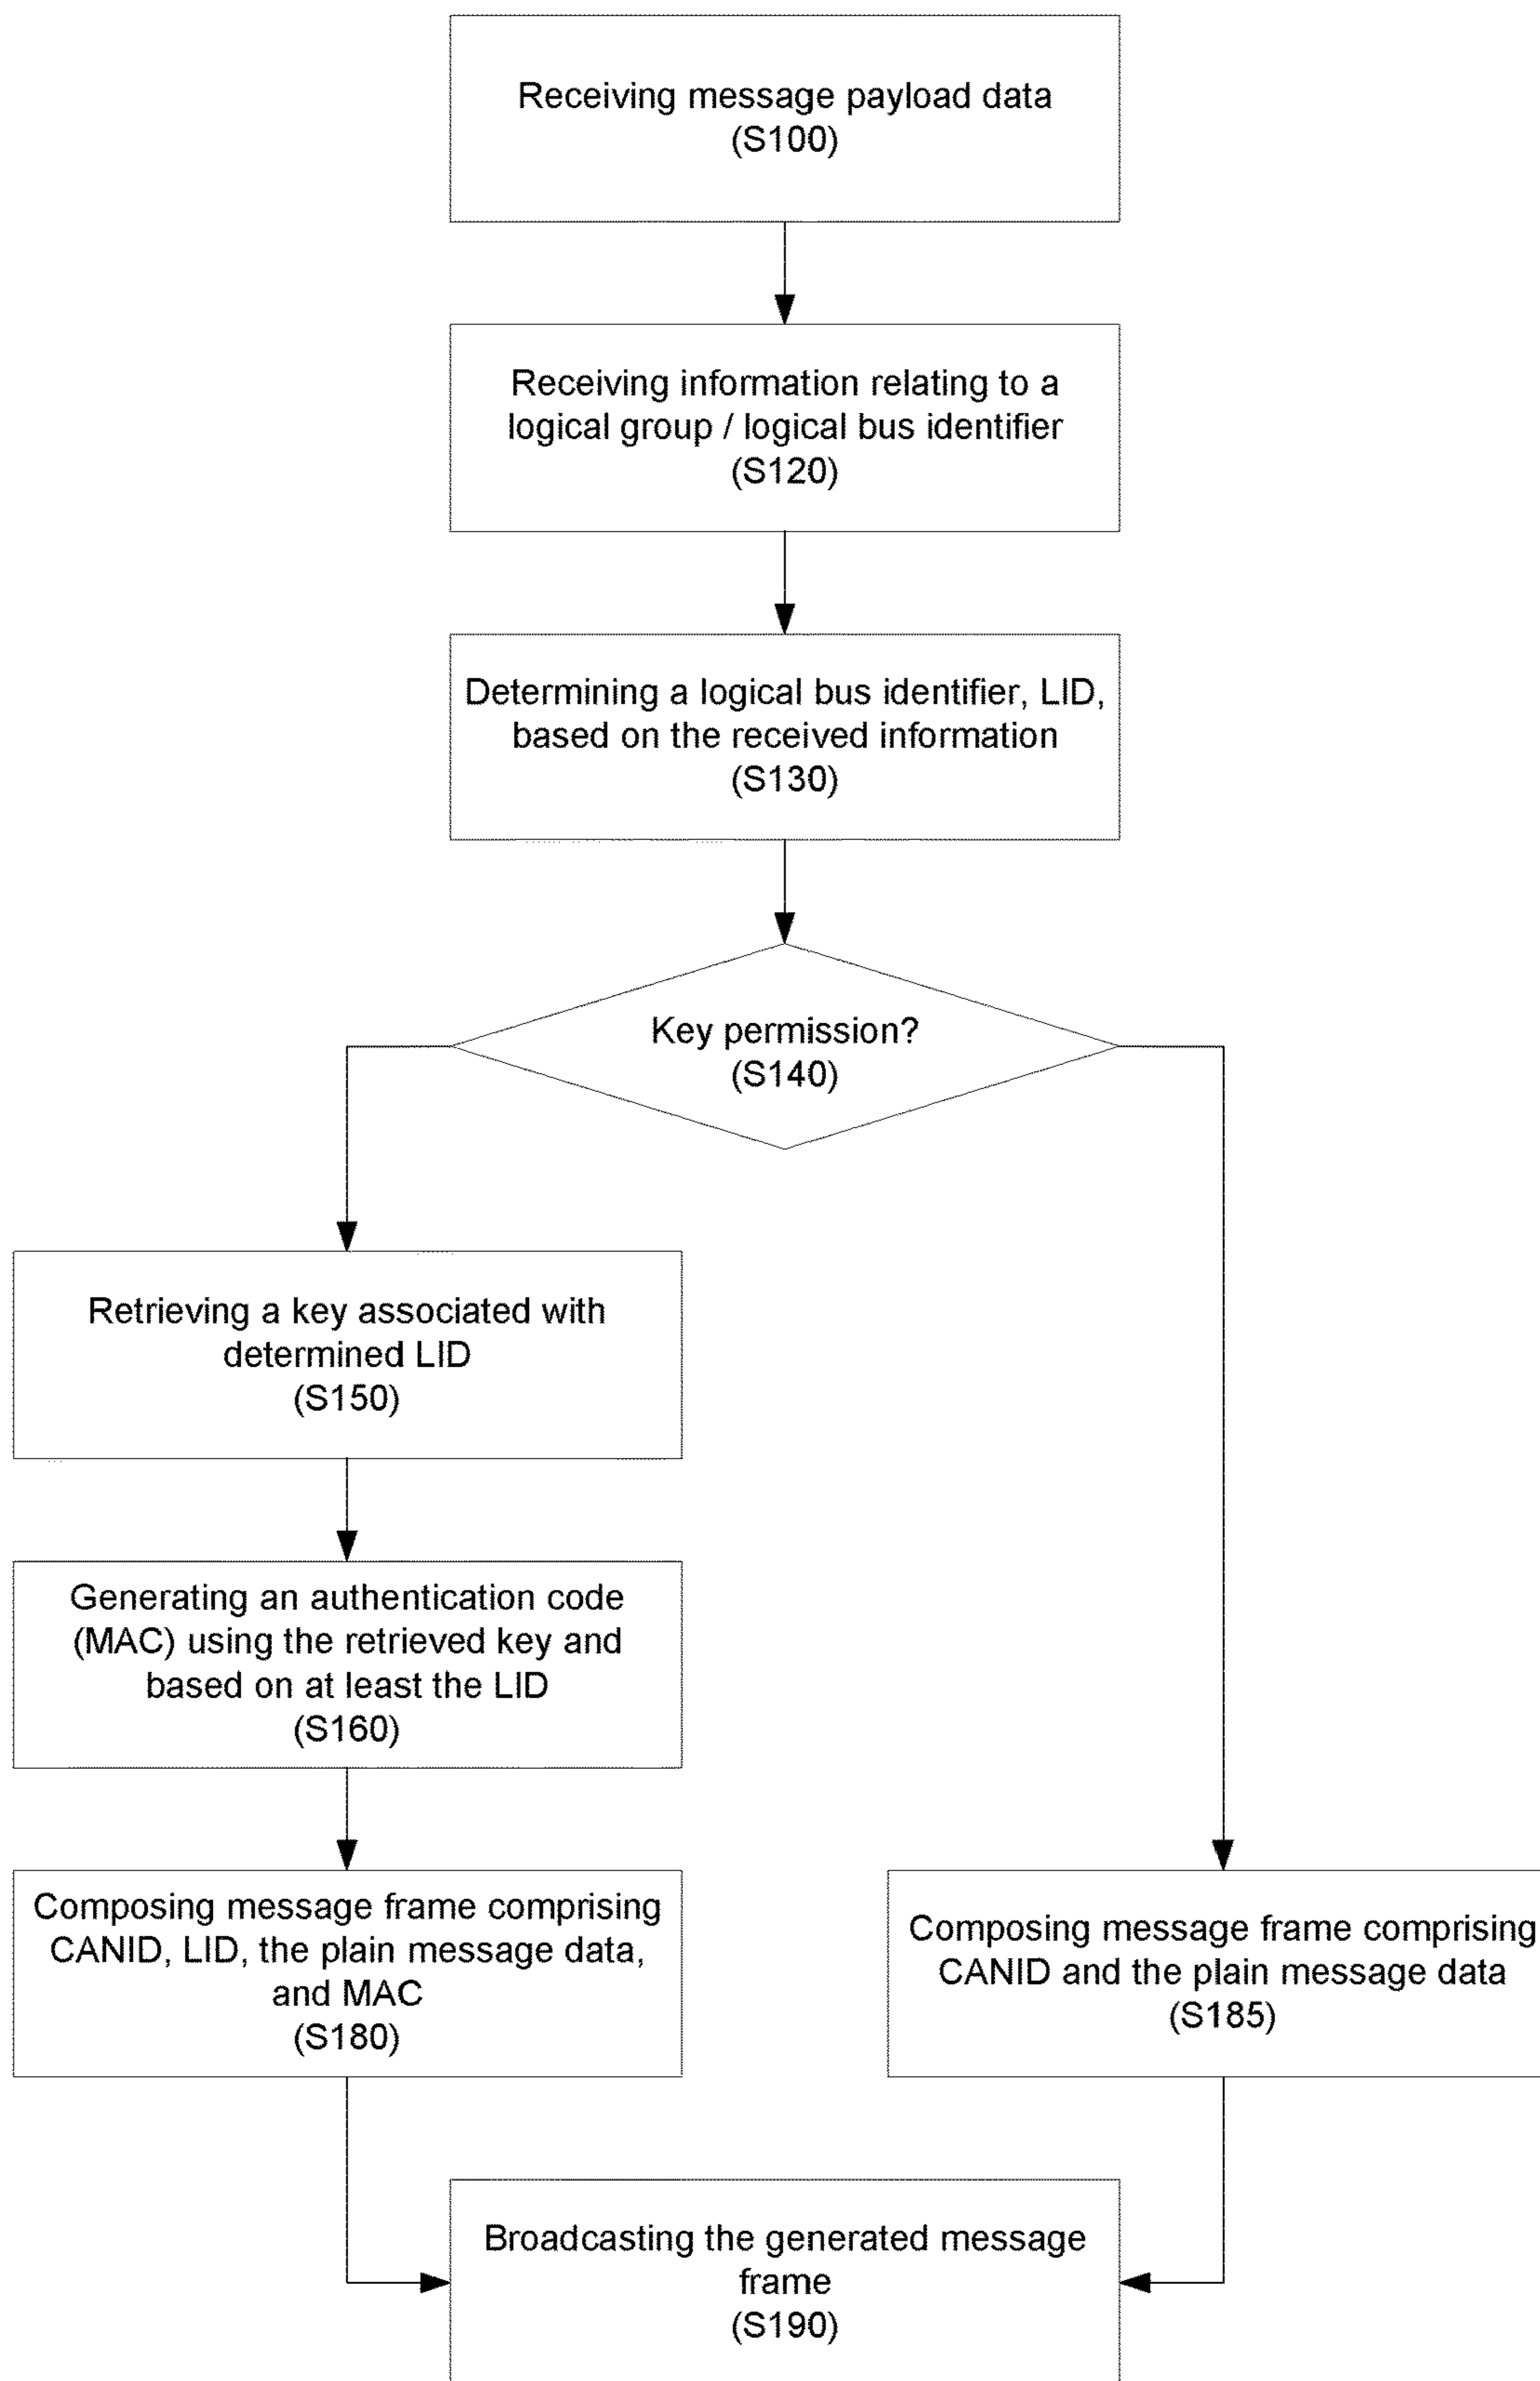 Receiving message payload data
(S100)
Receiving information relating to a
logical group / logical bus identifier
(S120)
Determining a logical bus identifier, LID,
based on the received information
(S130)
Key permission?
(S140)
Retrieving a key associated with
determined LID
(S150)
Generating an authentication code
(MAC) using the retrieved key and
based on at least the LID
(S160)
Composing message frame comprising
CANID, LID, the plain message data,
and MAC
(S180)
Composing message frame comprising
CANID and the plain message data
(S185)
Broadcasting the generated message
frame
(S190)